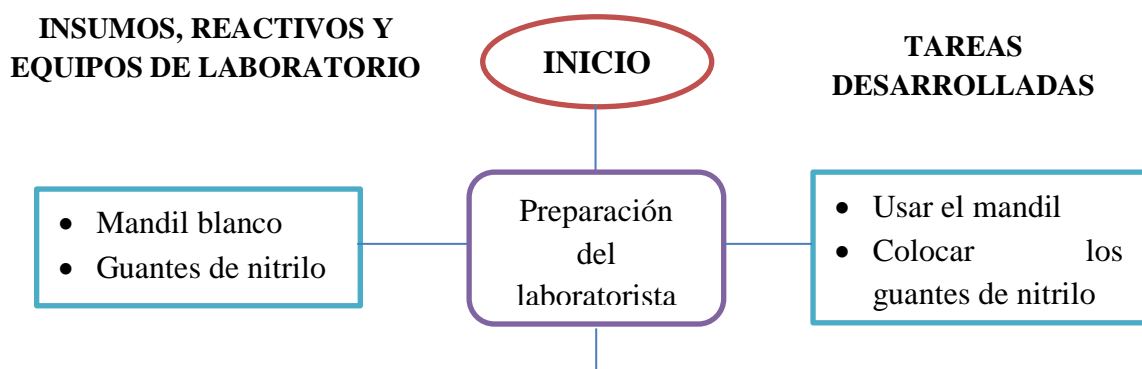 INSUMOS, REACTIVOS Y
EQUIPOS DE LABORATORIO
INICIO
TAREAS
DESARROLLADAS
• Mandil blanco
• Guantes de nitrilo
Preparación
del
laboratorista
• Usar el mandil
• Colocar los
guantes de nitrilo